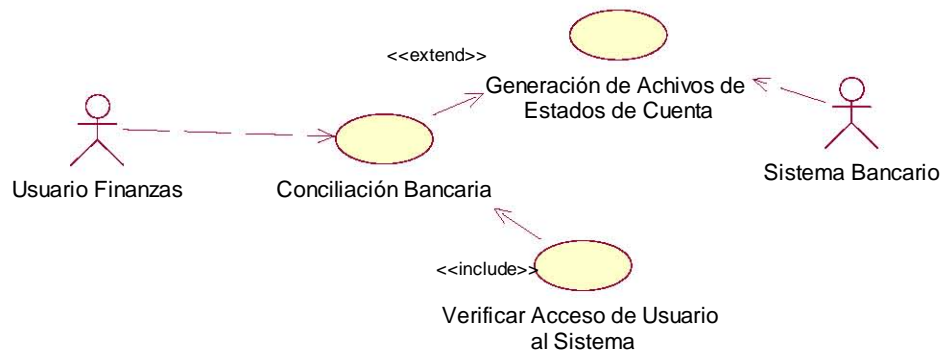 <<extend>>
Generación de Achivos de
Estados de Cuenta
Usuario Finanzas
Conciliación Bancaria
Sistema Bancario
<<include>>
Verificar Acceso de Usuario
al Sistema